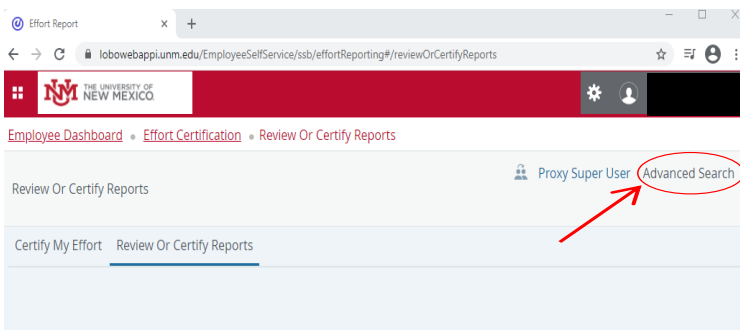 Effort Report
lobowebappi.unm.edu/EmployeeSelfService/ssb/effortReporting#/reviewOrCertifyReports
NM THE UNIVERSITY OF
NEW MEXICO.
Employee Dashboard • Effort Certification • Review Or Certify Reports
Proxy Super User Advanced Search
Review Or Certify Reports
Certify My Effort Review Or Certify Reports